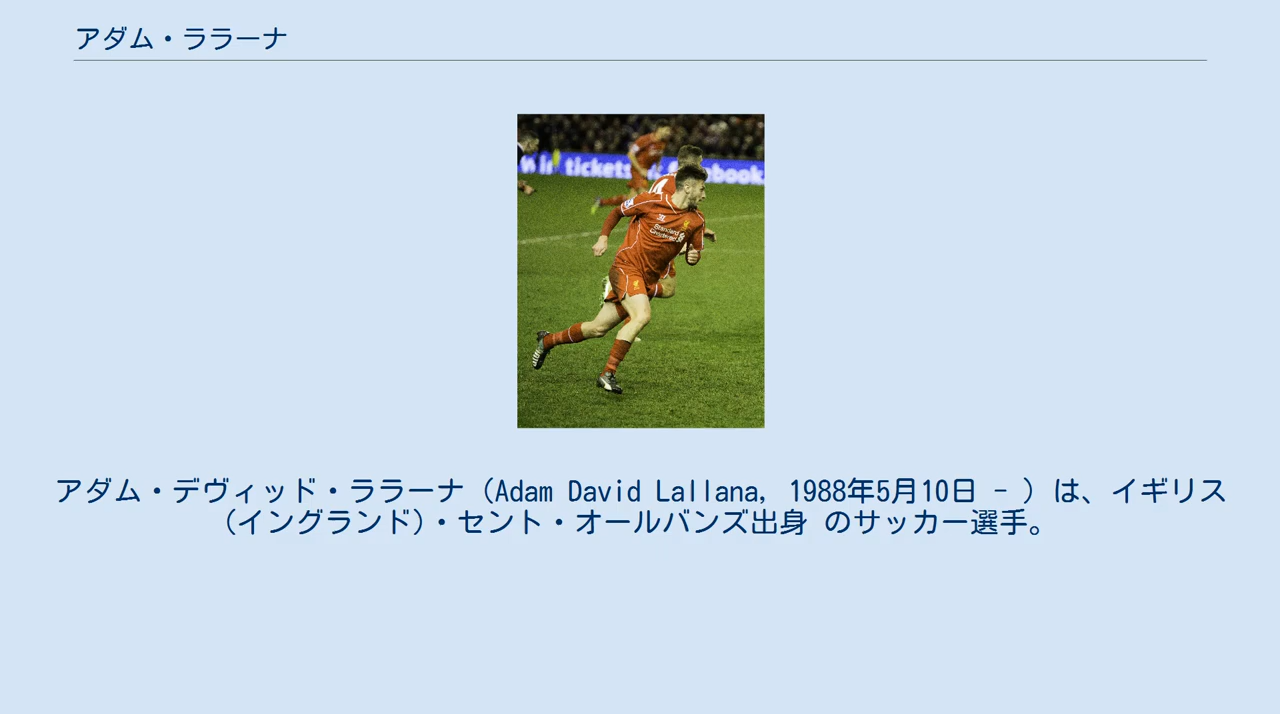 アダム・ララーナ
tickets
Standard
Chartered
アダム・デヴィッド・ララーナ（Adam David Lallana, 1988年5月10日 - ）は、イギリス
（イングランド）・セント・オールバンズ出身 のサッカー選手。